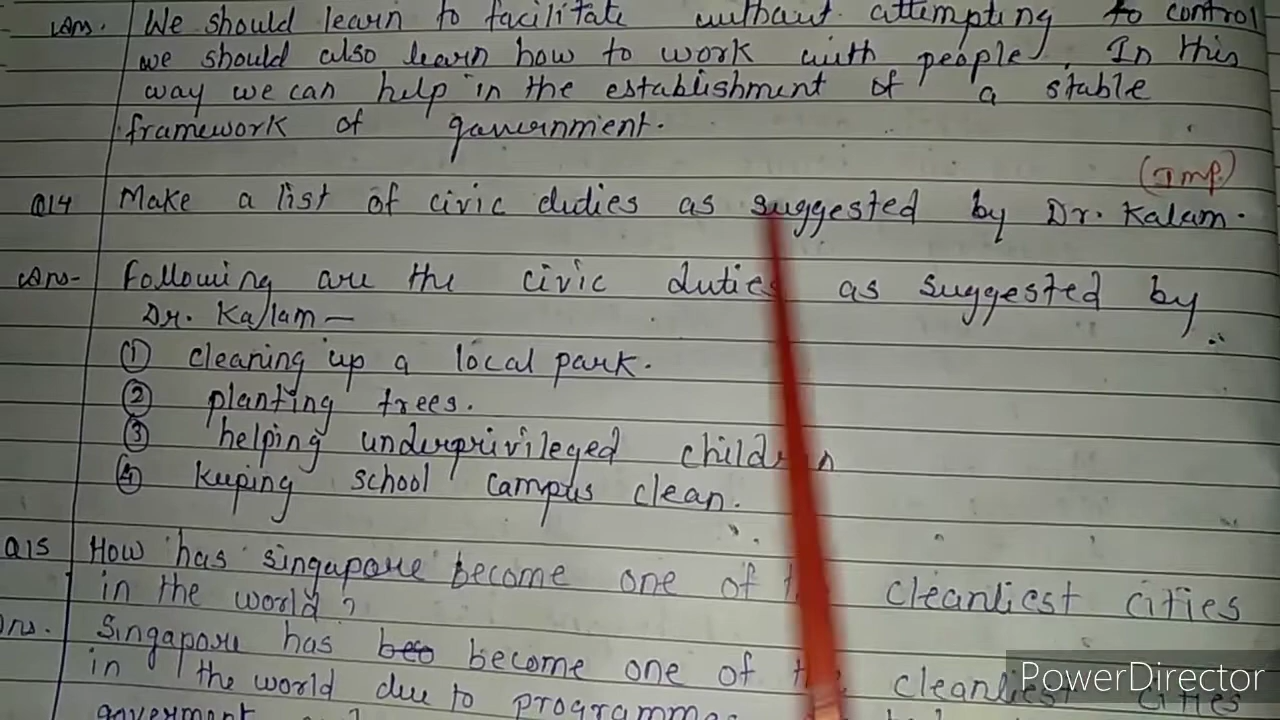 Ans. We should learn to facilitate without attempting to control
we should also learn how to work with people. In this
way we can help in the establishment of a stable
framework of government.
(Imp)
Q14 Make a list of civic duties as suggested by Dr. Kalam.
Ans- Following are the civic duties as suggested by
Dr. Kalam –
① cleaning up a local park.
② planting trees.
③ helping underprivileged children
④ keeping school campus clean.
Q15 How has singapore become one of the cleanliest cities
in the world?
Ans. Singapore has become one of the cleanliest cities
in the world due to
PowerDirector